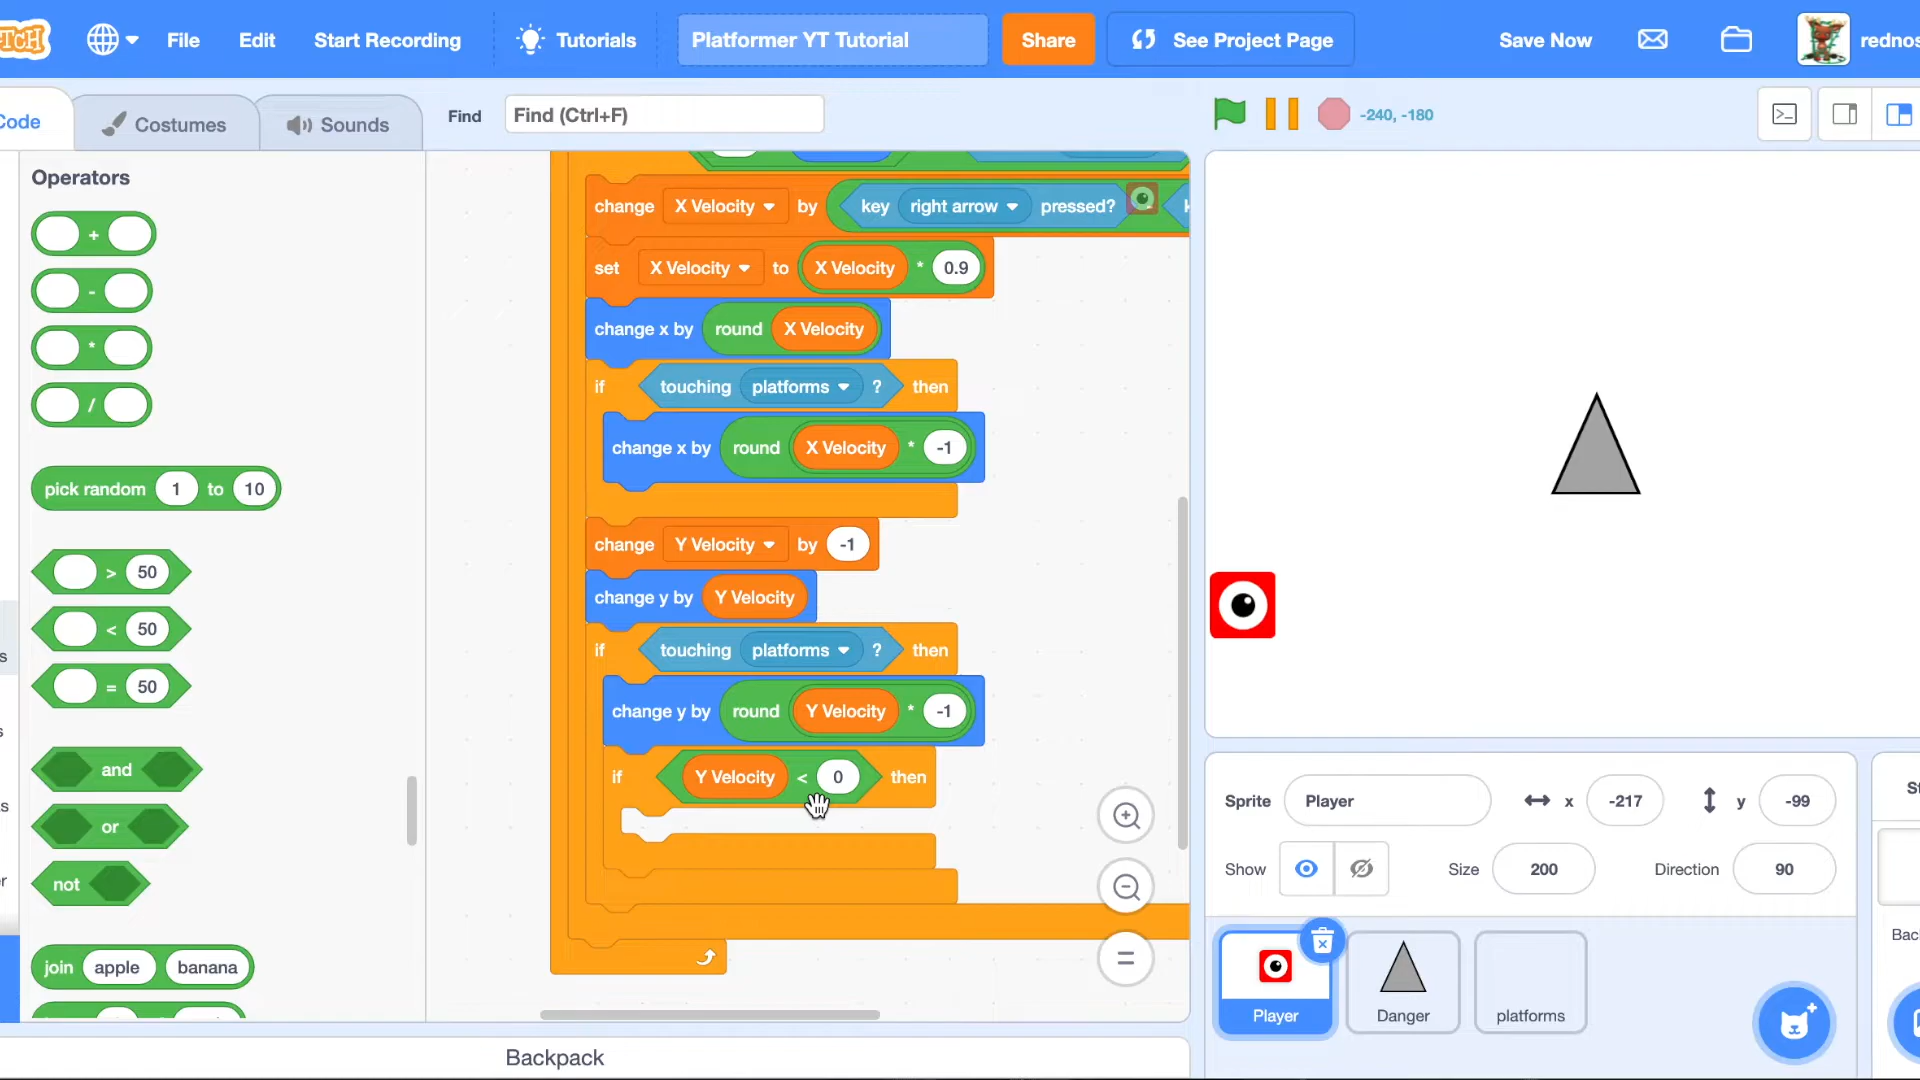 TCH File Edit Start Recording Tutorials Platformer YT Tutorial Share See Project Page Save Now rednos
Code Costumes Sounds Find Find (Ctrl+F) -240, -180
Operators
+
-
*
/
pick random 1 to 10
> 50
< 50
= 50
and
or
not
join apple banana
change X Velocity by key right arrow pressed?
set X Velocity to X Velocity * 0.9
change x by round X Velocity
if touching platforms ? then
change x by round X Velocity * -1
change Y Velocity by -1
change y by Y Velocity
if touching platforms ? then
change y by round Y Velocity * -1
if Y Velocity < 0 then
Backpack
Sprite Player x -217 y -99
Show Size 200 Direction 90
Player Danger platforms